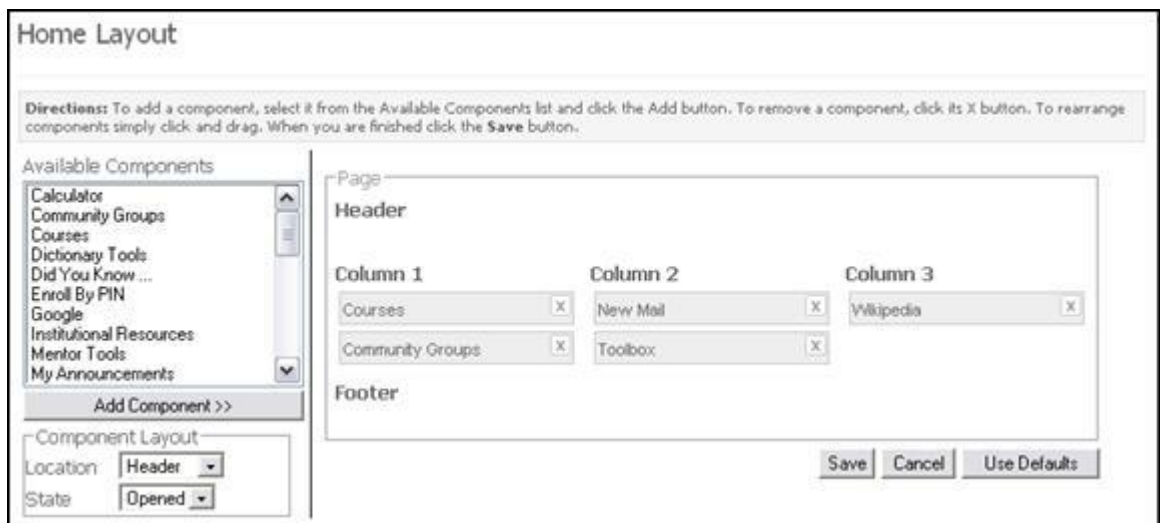 Home Layout
Directions: To add a component, select it from the Available Components list and click the Add button. To remove a component, click its X button. To rearrange
components simply click and drag. When you are finished click the Save button.
Available Components
Calculator
Community Groups
Courses
Dictionary Tools
Did You Know ...
Enroll By PIN
Google
Institutional Resources
Mentor Tools
My Announcements
Add Component >>
Component Layout
Location Header
State Opened
Page
Header
Column 1 Column 2 Column 3
Courses X New Mail X Wikipedia X
Community Groups X Toolbox X
Footer
Save Cancel Use Defaults